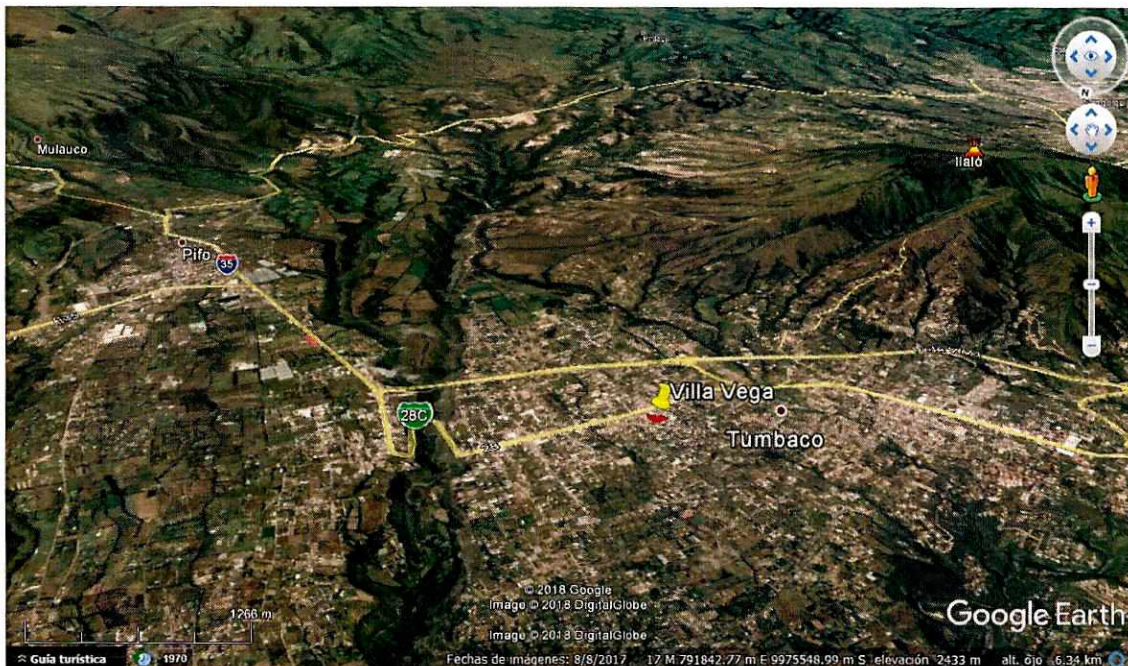 N
Mulauco
Ilaló
Pifo
35
Villa Vega
28C
Tumbaco
© 2018 Google
Image © 2018 DigitalGlobe
1266 m
Google Earth
Image © 2018 DigitalGlobe
Guía turística
1970
Fechas de imágenes: 8/8/2017 17 M 791842.77 m E 9975548.99 m S elevación 2433 m alt. ojo 6.34 km